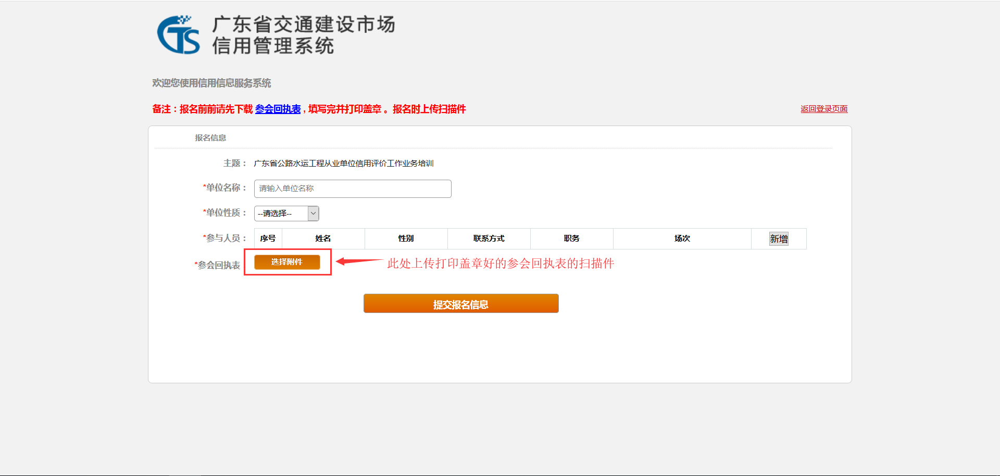 CTS
广东省交通建设市场
信用管理系统
欢迎您使用信用信息服务系统
备注：报名前前请先下载 参会回执表，填写完并打印盖章。报名时上传扫描件
返回登录页面
报名信息
主题： 广东省公路水运工程从业单位信用评价工作业务培训
*单位名称： 请输入单位名称
*单位性质： --请选择--
*参与人员： 序号 姓名 性别 联系方式 职务 场次 新增
*参会回执表 选择附件 此处上传打印盖章好的参会回执表的扫描件
提交报名信息